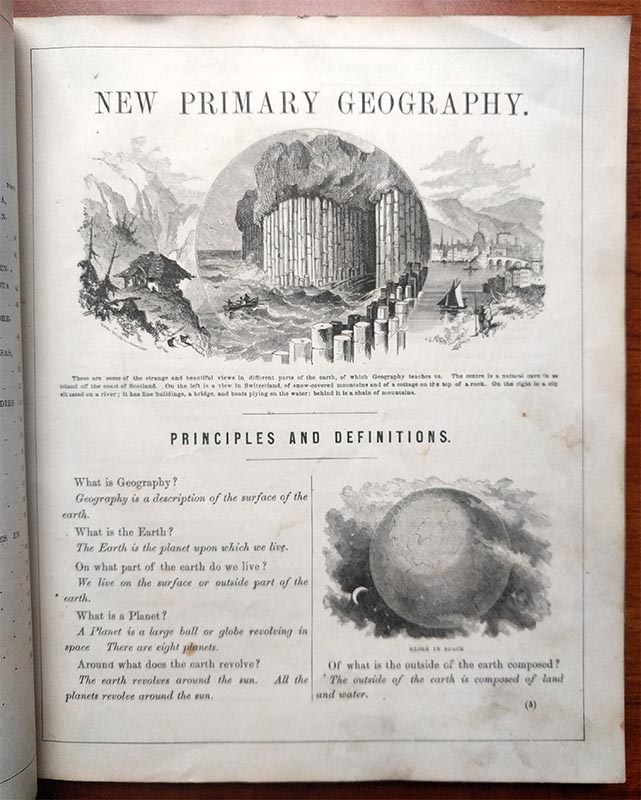 NEW PRIMARY GEOGRAPHY.
These are some of the strange and beautiful views in different parts of the earth, of which Geography teaches us. The centre is a natural cave in an
island off the coast of Scotland. On the left is a view in Switzerland, of snow-covered mountains and of a cottage on the top of a rock. On the right is a city
situated on a river; it has fine buildings, a bridge, and boats plying on the water: behind it is a chain of mountains.
PRINCIPLES AND DEFINITIONS.
What is Geography?
Geography is a description of the surface of the
earth.
What is the Earth?
The Earth is the planet upon which we live.
On what part of the earth do we live?
We live on the surface or outside part of the
earth.
What is a Planet?
A Planet is a large ball or globe revolving in
space There are eight planets.
Around what does the earth revolve?
The earth revolves around the sun. All the
planets revolve around the sun.
GLOBE IN SPACE
Of what is the outside of the earth composed?
The outside of the earth is composed of land
and water.
(5)